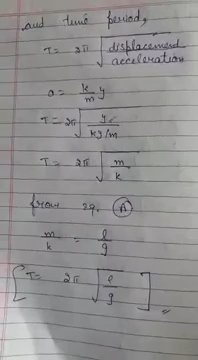 and time period,
T = 2π √(displacement / acceleration)
a = k/m y
T = 2π √(y / ky/m)
T = 2π √(m / k)
from eq. (A)
m/k = l/g
[ T = 2π √(l / g) ]